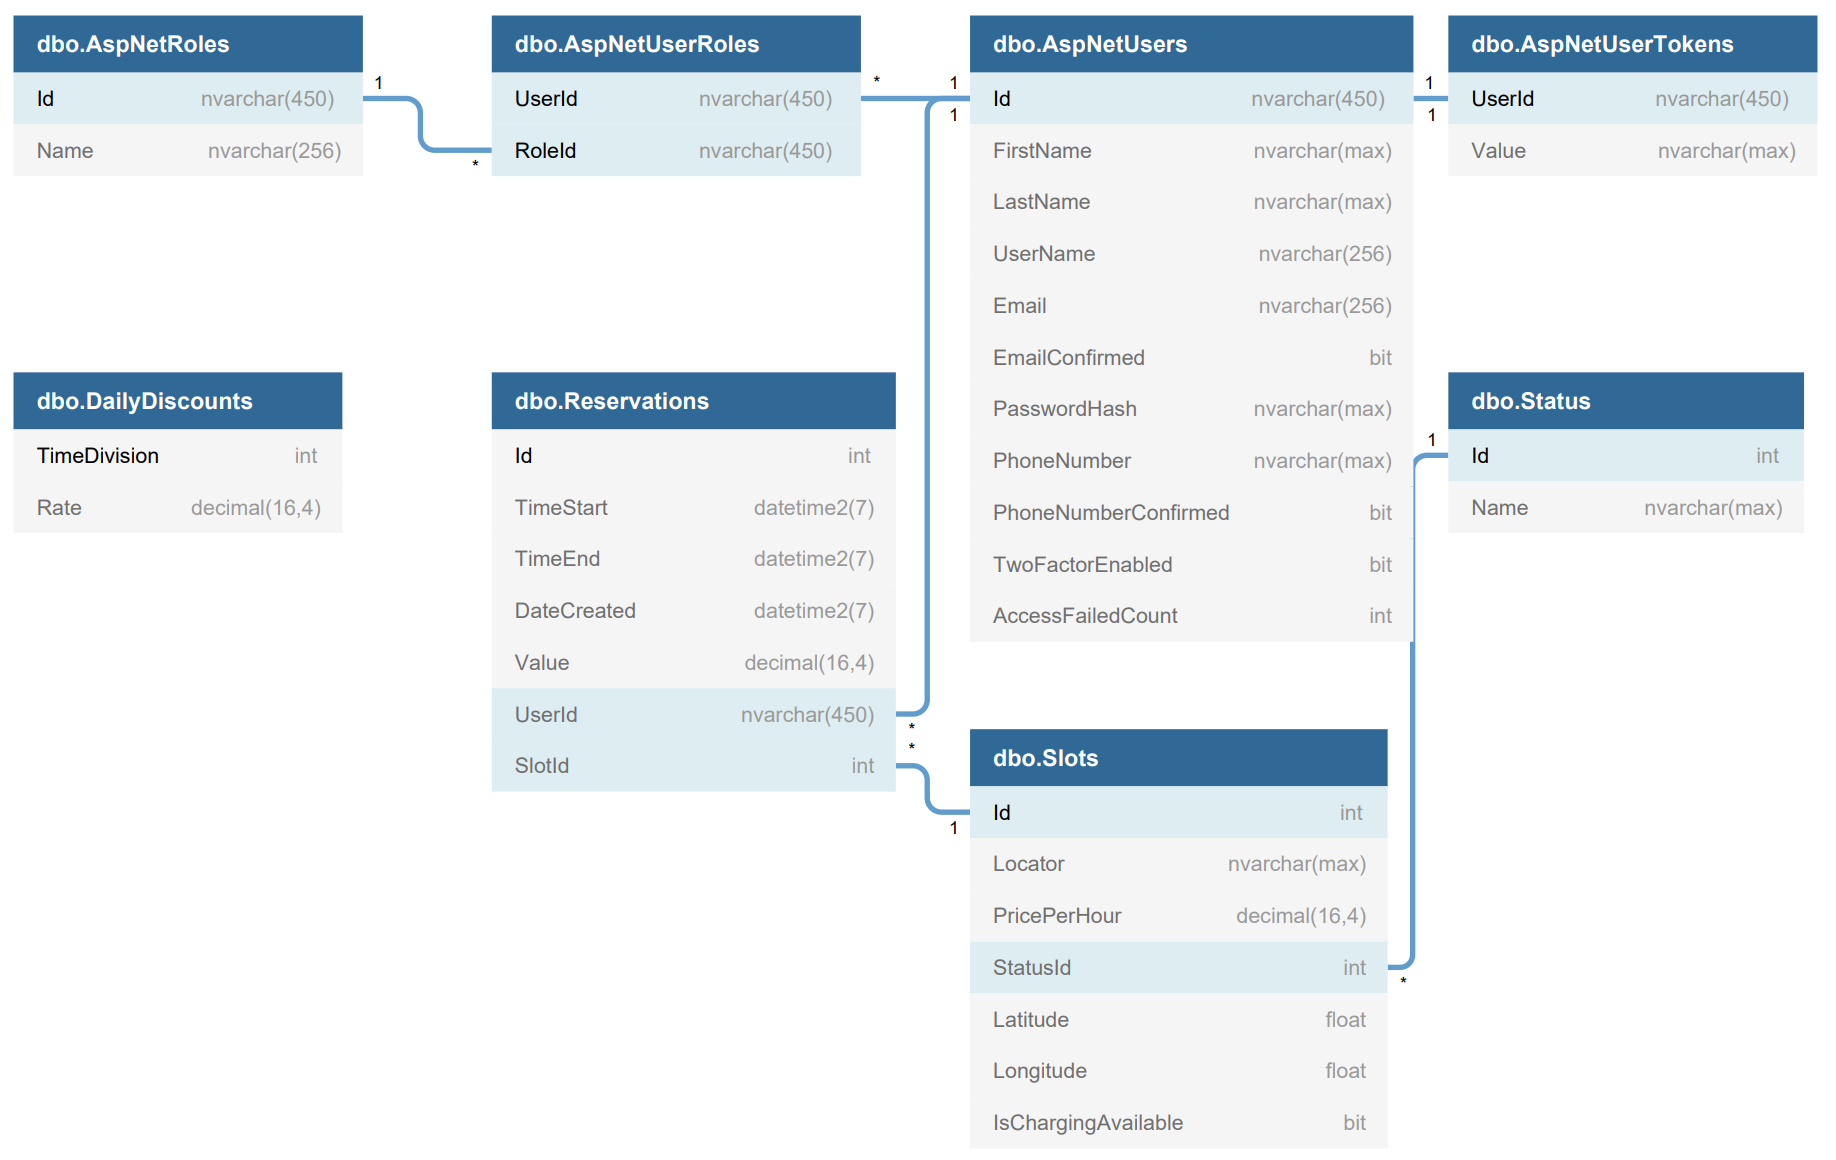 dbo.AspNetRoles
Id nvarchar(450)
Name nvarchar(256)
1
*
dbo.AspNetUserRoles
UserId nvarchar(450)
RoleId nvarchar(450)
*
1
1
dbo.AspNetUsers
Id nvarchar(450)
FirstName nvarchar(max)
LastName nvarchar(max)
UserName nvarchar(256)
Email nvarchar(256)
EmailConfirmed bit
PasswordHash nvarchar(max)
PhoneNumber nvarchar(max)
PhoneNumberConfirmed bit
TwoFactorEnabled bit
AccessFailedCount int
1
1
dbo.AspNetUserTokens
UserId nvarchar(450)
Value nvarchar(max)
dbo.DailyDiscounts
TimeDivision int
Rate decimal(16,4)
dbo.Reservations
Id int
TimeStart datetime2(7)
TimeEnd datetime2(7)
DateCreated datetime2(7)
Value decimal(16,4)
UserId nvarchar(450)
SlotId int
*
*
1
dbo.Status
1
Id int
Name nvarchar(max)
dbo.Slots
Id int
Locator nvarchar(max)
PricePerHour decimal(16,4)
StatusId int
*
Latitude float
Longitude float
IsChargingAvailable bit